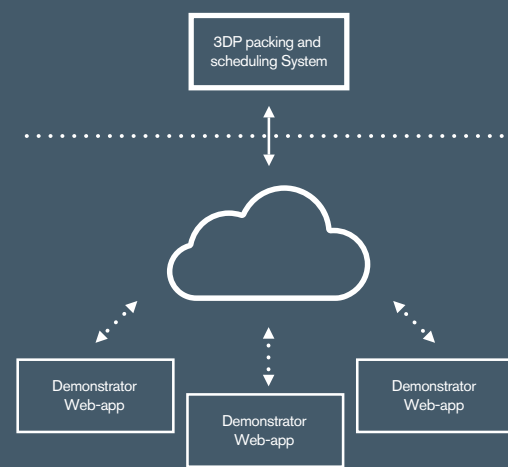 3DP packing and
scheduling System
Demonstrator
Web-app
Demonstrator
Web-app
Demonstrator
Web-app